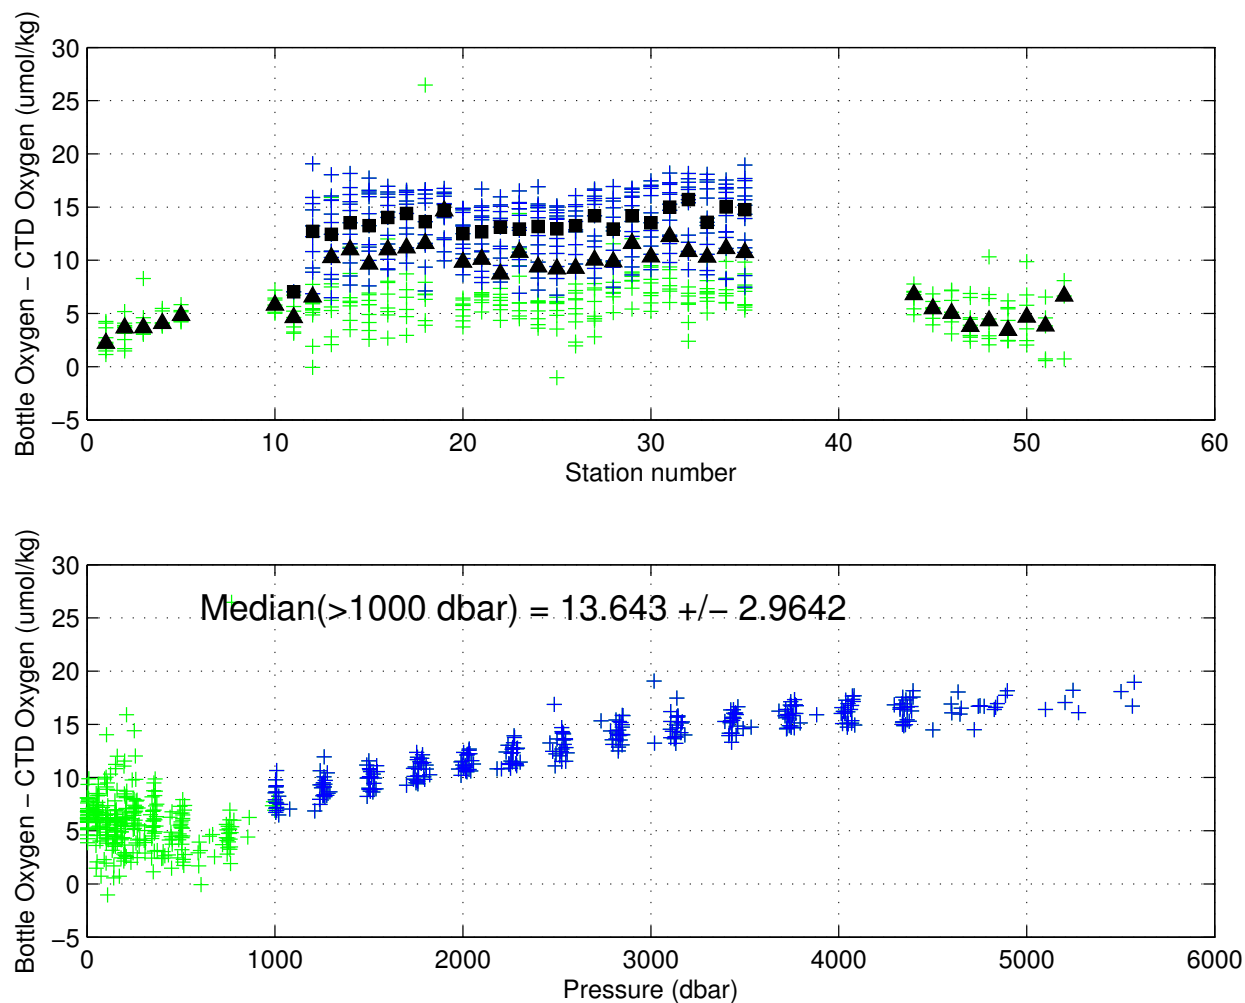 Bottle Oxygen – CTD Oxygen (umol/kg)
30
25
20
15
10
5
0
−5
0 10 20 30 40 50 60
Station number
Bottle Oxygen – CTD Oxygen (umol/kg)
30
25
20
15
10
5
0
−5
Median(>1000 dbar) = 13.643 +/− 2.9642
0 1000 2000 3000 4000 5000 6000
Pressure (dbar)